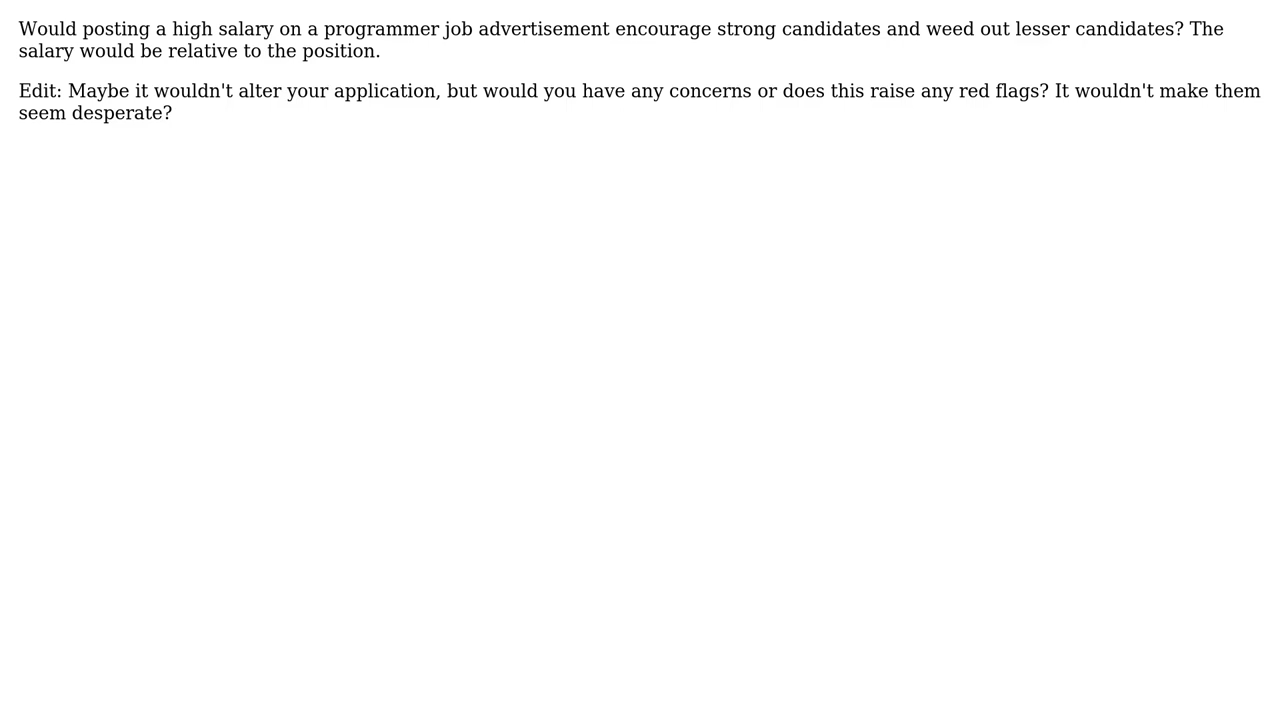 Would posting a high salary on a programmer job advertisement encourage strong candidates and weed out lesser candidates? The
salary would be relative to the position.
Edit: Maybe it wouldn't alter your application, but would you have any concerns or does this raise any red flags? It wouldn't make them
seem desperate?